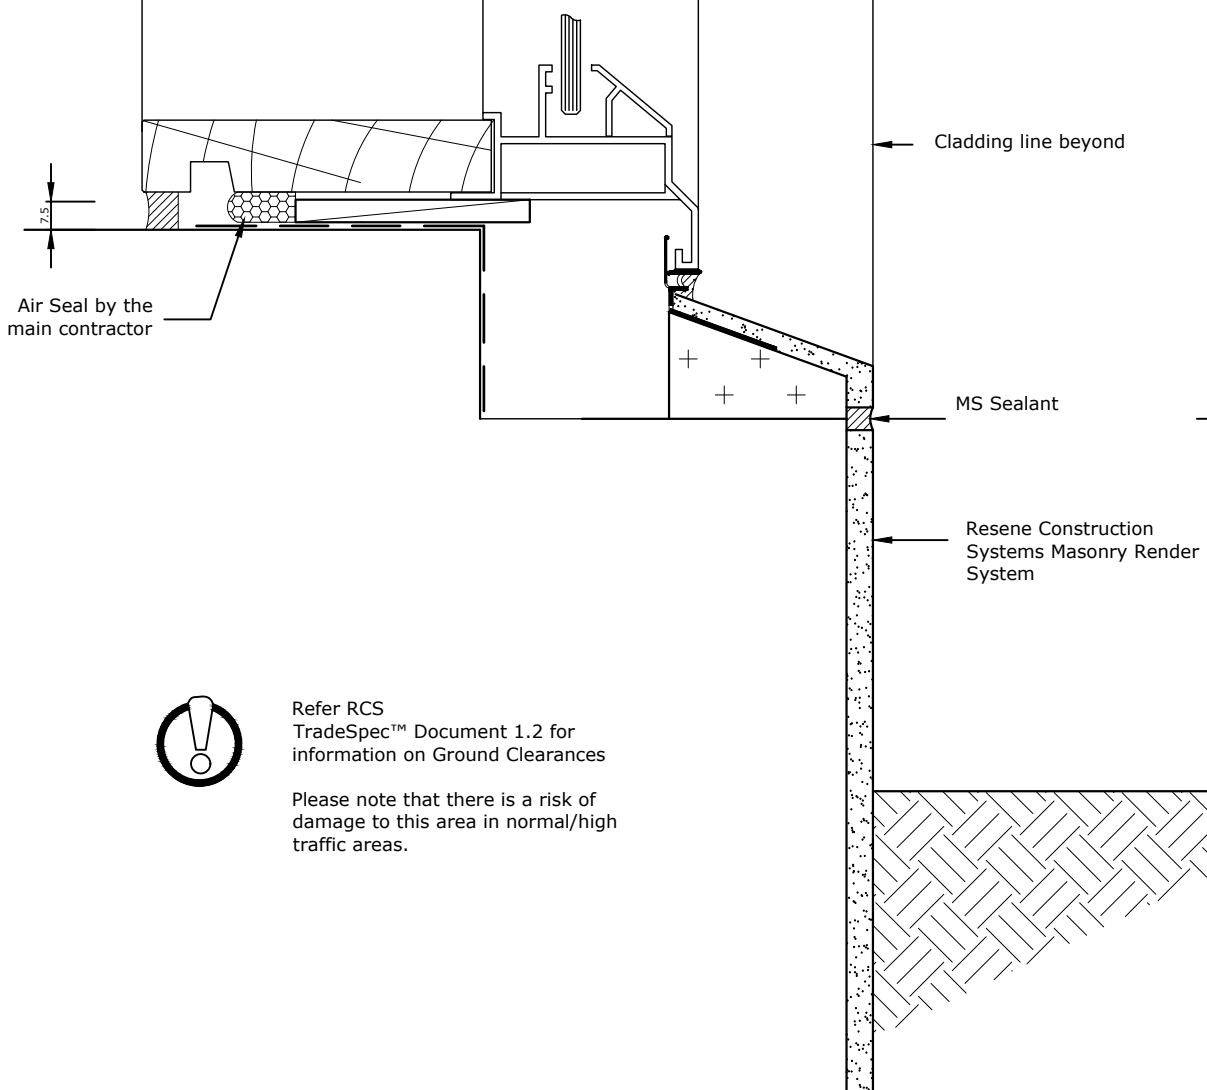 Cladding line beyond
7.5
Air Seal by the
main contractor
MS Sealant
Resene Construction
Systems Masonry Render
System
Refer RCS
TradeSpec™ Document 1.2 for
information on Ground Clearances
Please note that there is a risk of
damage to this area in normal/high
traffic areas.